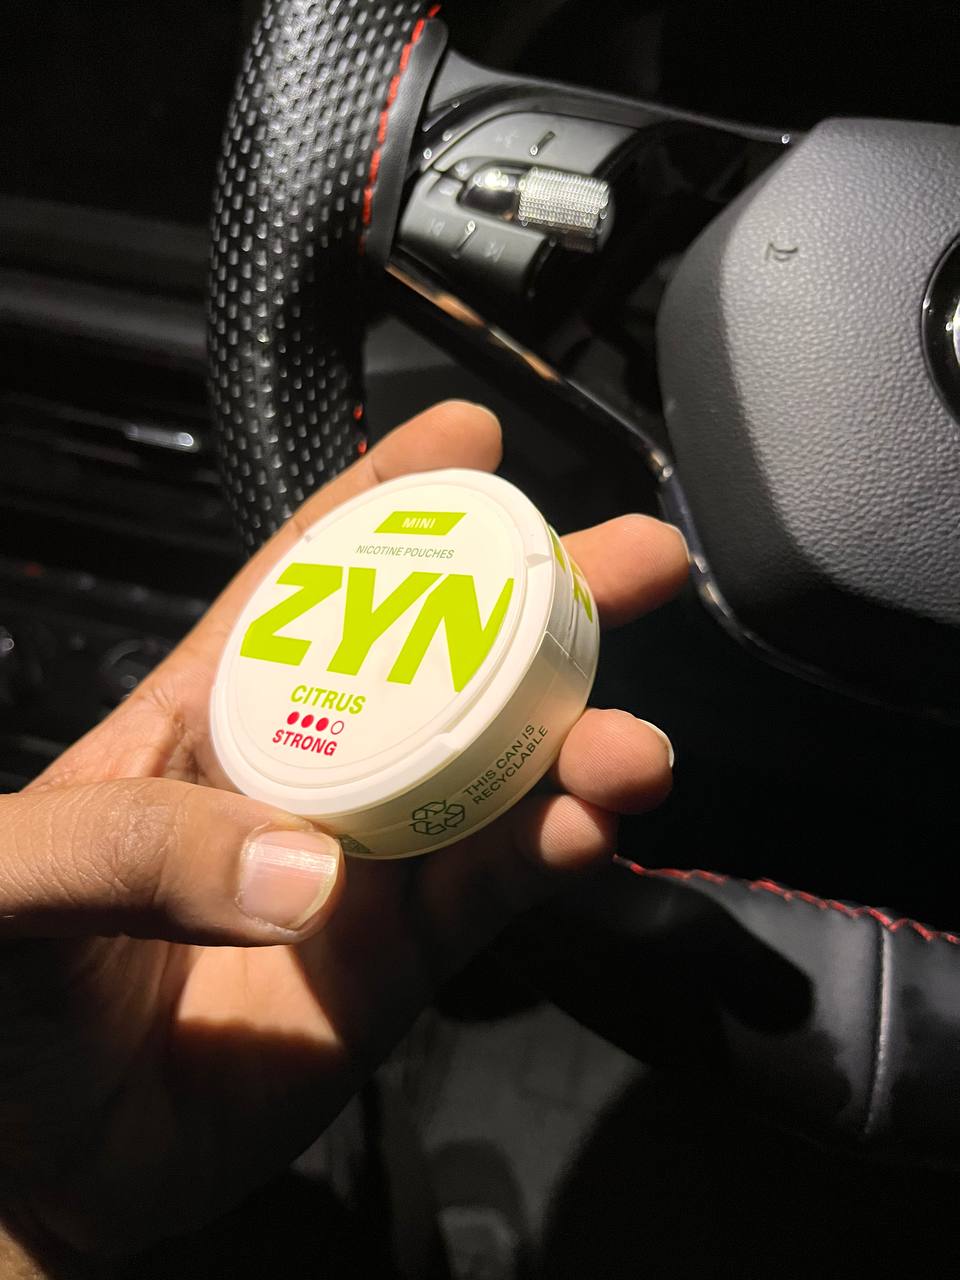 MINI
NICOTINE POUCHES
ZYN
CITRUS
STRONG
THIS CAN IS
RECYCLABLE